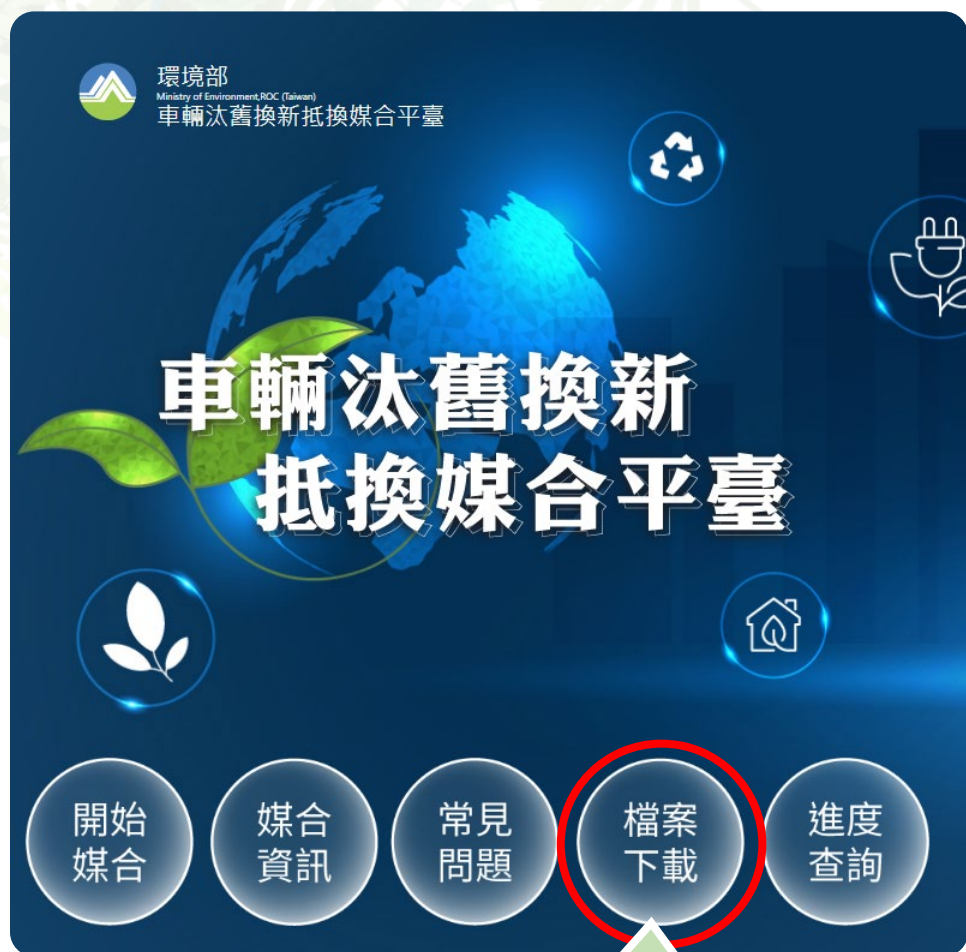 環境部
Ministry of Environment,ROC (Taiwan)
車輛汰舊換新抵換媒合平臺
車輛汰舊換新
抵換媒合平臺
開始
媒合
媒合
資訊
常見
問題
檔案
下載
進度
查詢